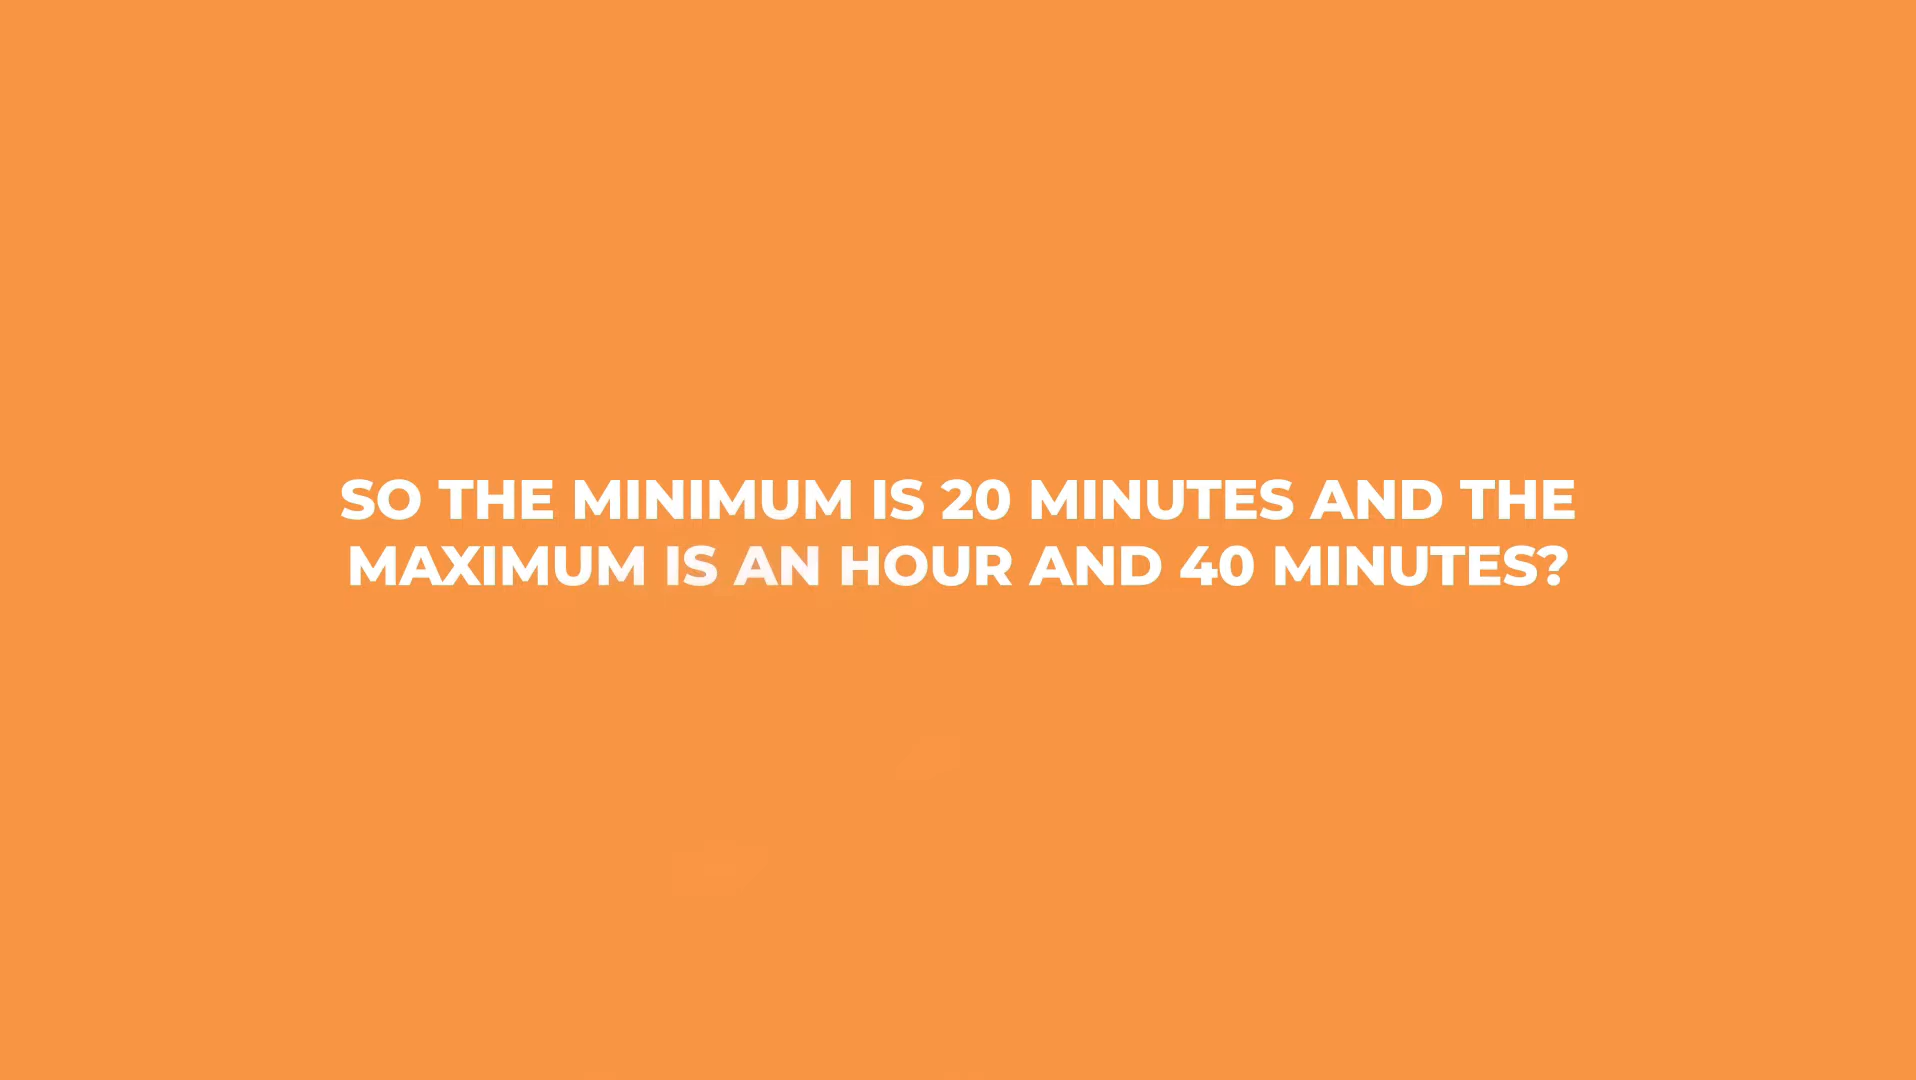 SO THE MINIMUM IS 20 MINUTES AND THE
MAXIMUM IS AN HOUR AND 40 MINUTES?